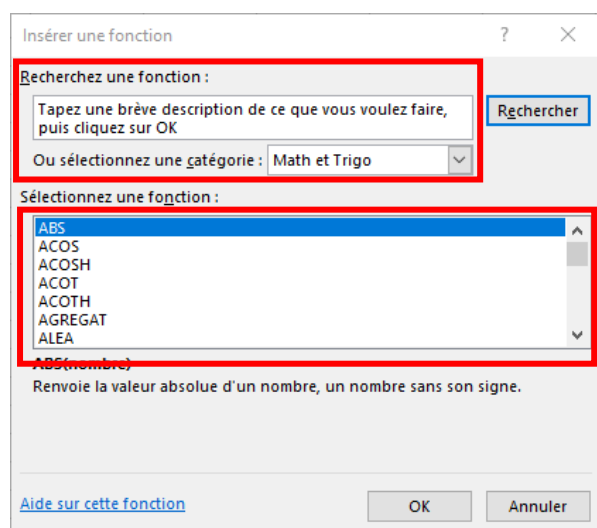 Insérer une fonction ? ×
Recherchez une fonction :
Tapez une brève description de ce que vous voulez faire,
puis cliquez sur OK
Rechercher
Ou sélectionnez une catégorie : Math et Trigo
Sélectionnez une fonction :
ABS
ACOS
ACOSH
ACOT
ACOTH
AGREGAT
ALEA
ABS(nombre)
Renvoie la valeur absolue d'un nombre, un nombre sans son signe.
Aide sur cette fonction
OK
Annuler